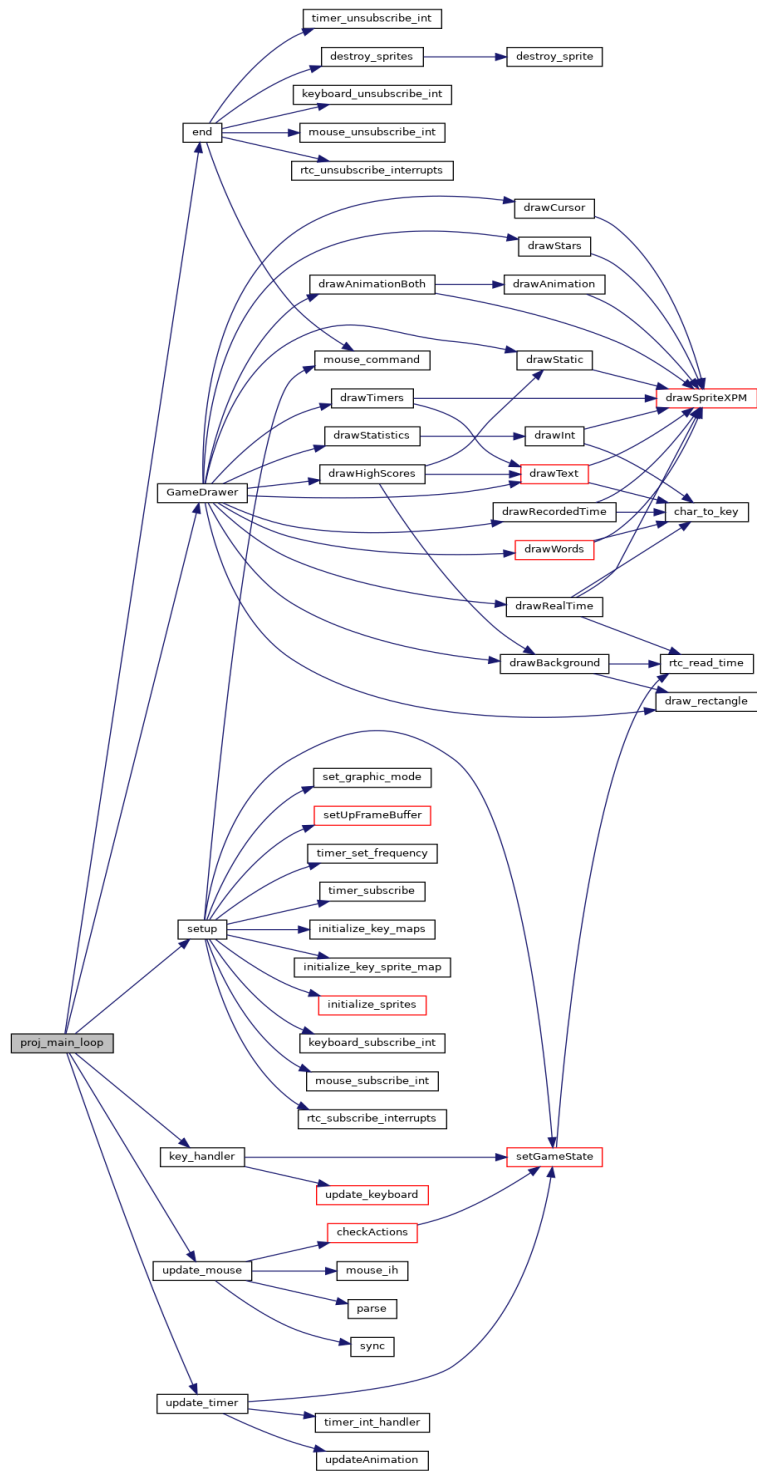 timer_unsubscribe_int
destroy_sprites
destroy_sprite
keyboard_unsubscribe_int
end
mouse_unsubscribe_int
rtc_unsubscribe_interrupts
drawCursor
drawStars
drawAnimationBoth
drawAnimation
mouse_command
drawStatic
drawTimers
drawSpriteXPM
drawStatistics
drawInt
drawHighScores
drawText
GameDrawer
drawRecordedTime
char_to_key
drawWords
drawRealTime
drawBackground
rtc_read_time
draw_rectangle
set_graphic_mode
setUpFrameBuffer
timer_set_frequency
timer_subscribe
setup
initialize_key_maps
initialize_key_sprite_map
initialize_sprites
proj_main_loop
keyboard_subscribe_int
mouse_subscribe_int
rtc_subscribe_interrupts
key_handler
setGameState
update_keyboard
checkActions
update_mouse
mouse_ih
parse
sync
update_timer
timer_int_handler
updateAnimation